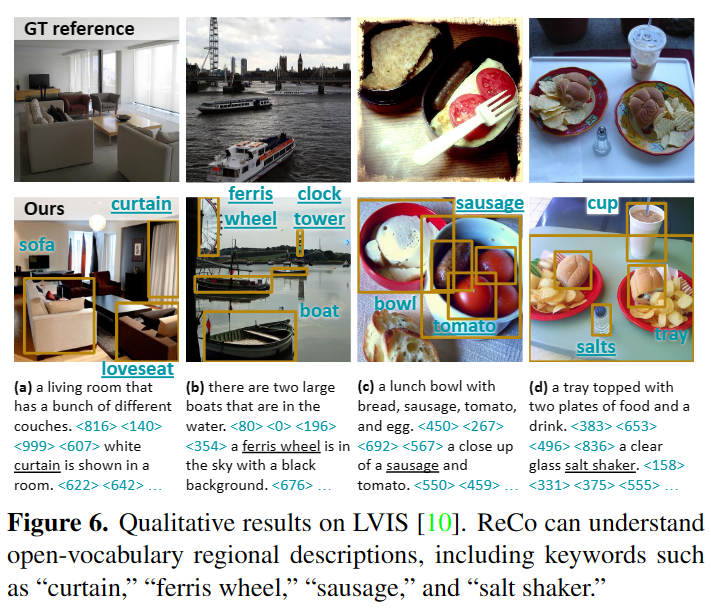 GT reference
Ours
curtain
sofa
loveseat
ferris
wheel
clock
tower
boat
sausage
bowl
tomato
cup
salts
tray
(a) a living room that
has a bunch of different
couches. <816> <140>
<999> <607> white
curtain is shown in a
room. <622> <642> ...
(b) there are two large
boats that are in the
water. <80> <0> <196>
<354> a ferris wheel is in
the sky with a black
background. <676> ...
(c) a lunch bowl with
bread, sausage, tomato,
and egg. <450> <267>
<692> <567> a close up
of a sausage and
tomato. <550> <459> ...
(d) a tray topped with
two plates of food and a
drink. <383> <653>
<496> <836> a clear
glass salt shaker. <158>
<331> <375> <555> ...
Figure 6. Qualitative results on LVIS [10]. ReCo can understand
open-vocabulary regional descriptions, including keywords such
as “curtain,” “ferris wheel,” “sausage,” and “salt shaker.”